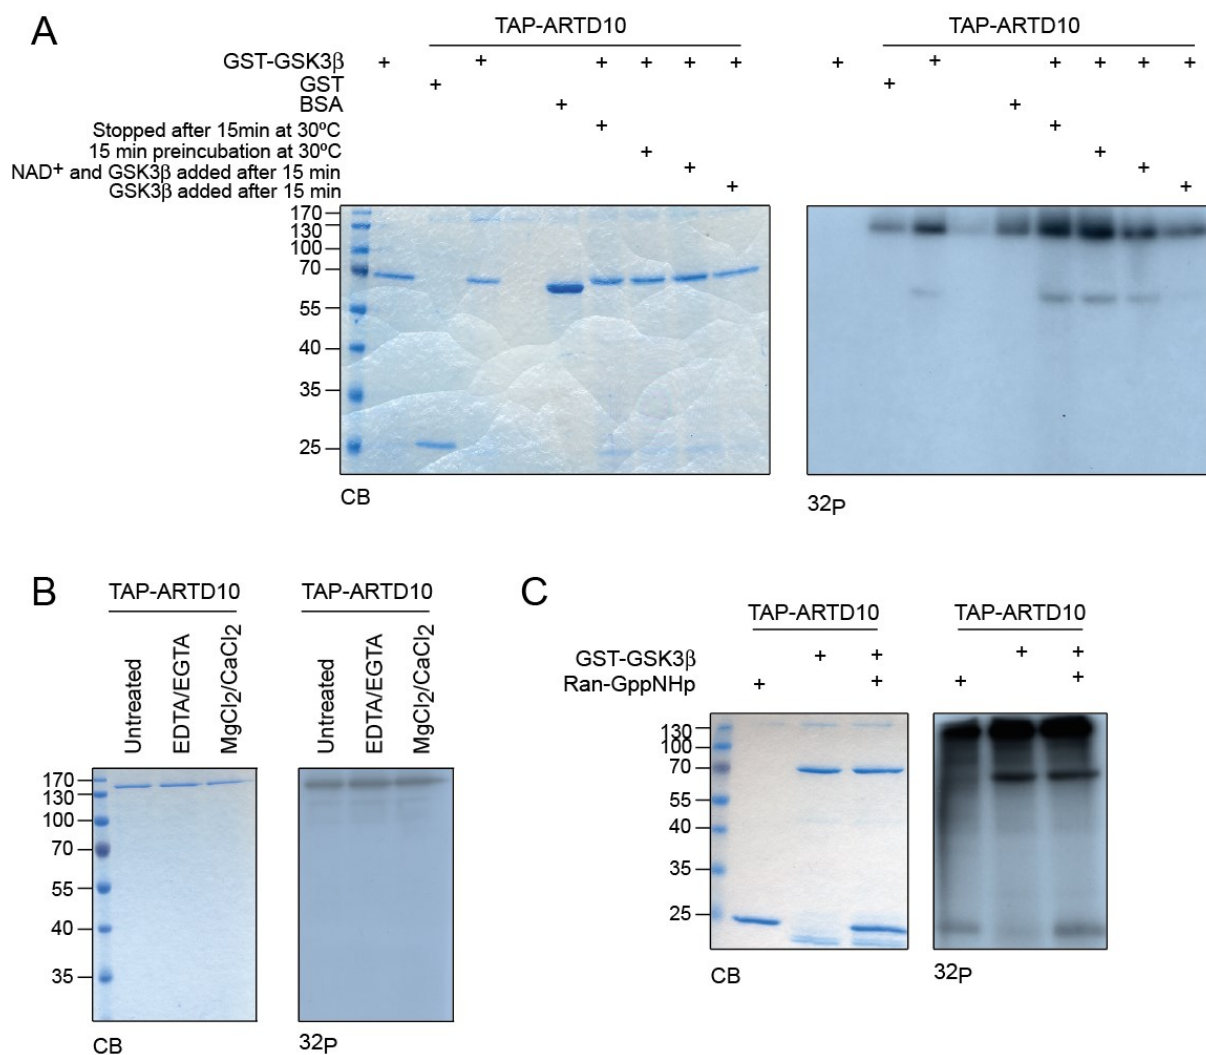 A
TAP-ARTD10 TAP-ARTD10
GST-GSK3β + + + + + + + + + + + +
GST + +
BSA + +
Stopped after 15min at 30ºC + +
15 min preincubation at 30ºC + +
NAD+ and GSK3β added after 15 min + +
GSK3β added after 15 min + +
170
130
100
70
55
40
35
25
CB 32P
B
TAP-ARTD10 TAP-ARTD10
Untreated EDTA/EGTA MgCl2/CaCl2 Untreated EDTA/EGTA MgCl2/CaCl2
170
130
100
70
55
40
35
CB 32P
C
TAP-ARTD10 TAP-ARTD10
GST-GSK3β + + + +
Ran-GppNHp + + + +
130
100
70
55
40
35
25
CB 32P